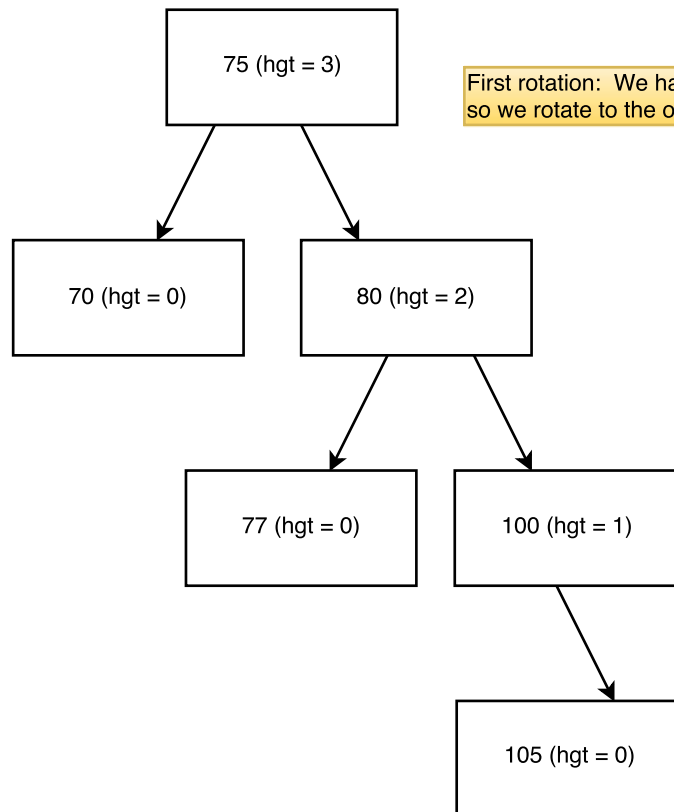 75 (hgt = 3)
First rotation: We
so we rotate to the
70 (hgt = 0)
80 (hgt = 2)
77 (hgt = 0)
100 (hgt = 1)
105 (hgt = 0)